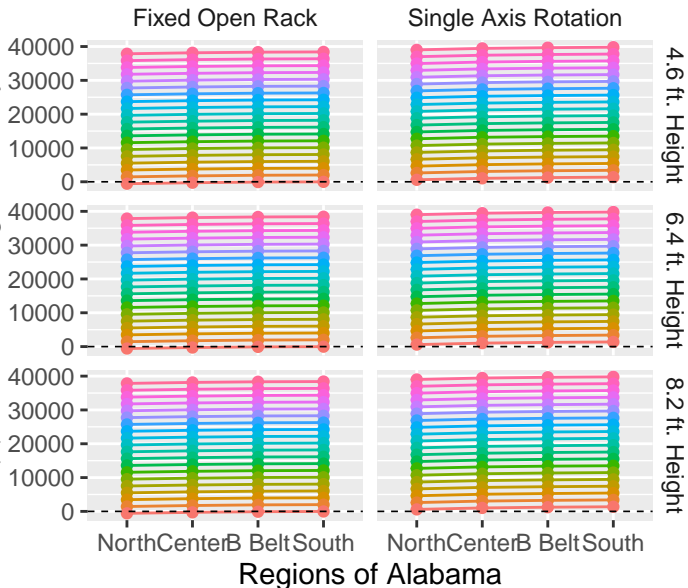 Fixed Open Rack Single Axis Rotation
40000
30000
20000
10000
0
4.6 ft. Height
40000
30000
20000
10000
0
6.4 ft. Height
40000
30000
20000
10000
0
8.2 ft. Height
North Center B Belt South North Center B Belt South
Regions of Alabama